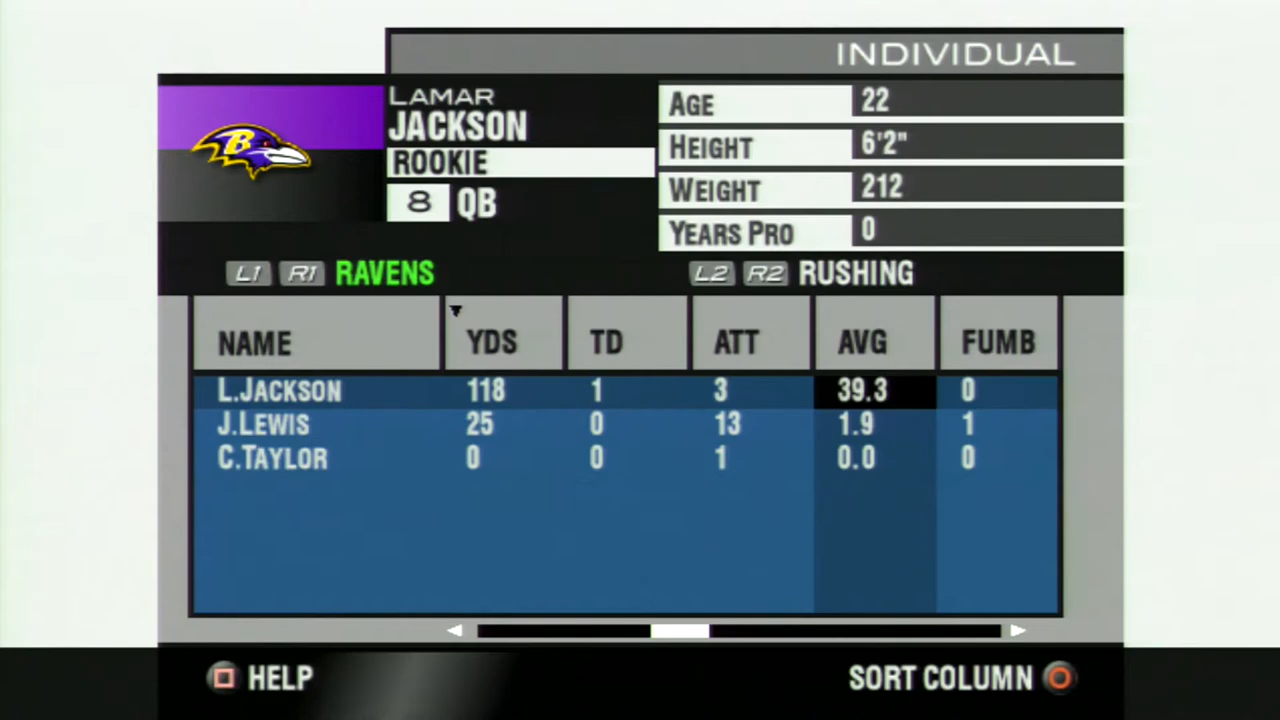 INDIVIDUAL
LAMAR
JACKSON
ROOKIE
8 QB
AGE 22
HEIGHT 6'2"
WEIGHT 212
YEARS PRO 0
L1 R1 RAVENS L2 R2 RUSHING
NAME YDS TD ATT AVG FUMB
L.JACKSON 118 1 3 39.3 0
J.LEWIS 25 0 13 1.9 1
C.TAYLOR 0 0 1 0.0 0
HELP SORT COLUMN